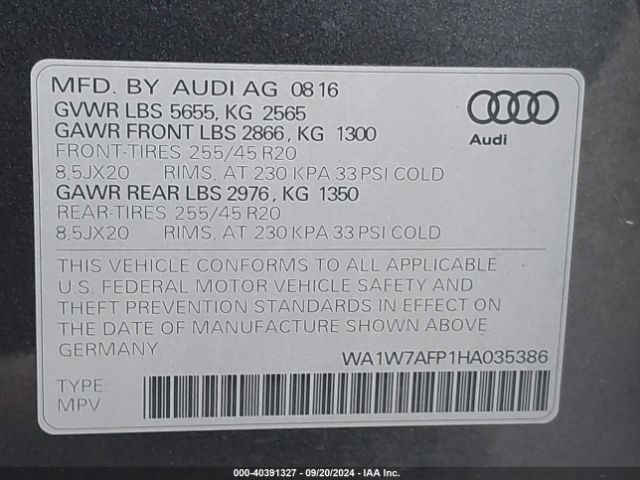 MFD. BY AUDI AG 0816
GVWR LBS 5655, KG 2565
GAWR FRONT LBS 2866, KG 1300
FRONT-TIRES 255/45 R20
8,5JX20 RIMS, AT 230 KPA 33 PSI COLD
GAWR REAR LBS 2976, KG 1350
REAR-TIRES 255/45 R20
8,5JX20 RIMS, AT 230 KPA 33 PSI COLD
Audi
THIS VEHICLE CONFORMS TO ALL APPLICABLE
U.S. FEDERAL MOTOR VEHICLE SAFETY AND
THEFT PREVENTION STANDARDS IN EFFECT ON
THE DATE OF MANUFACTURE SHOWN ABOVE.
GERMANY WA1W7AFP1HA035386
TYPE:
MPV
000-40391327 - 09/20/2024 - IAA Inc.